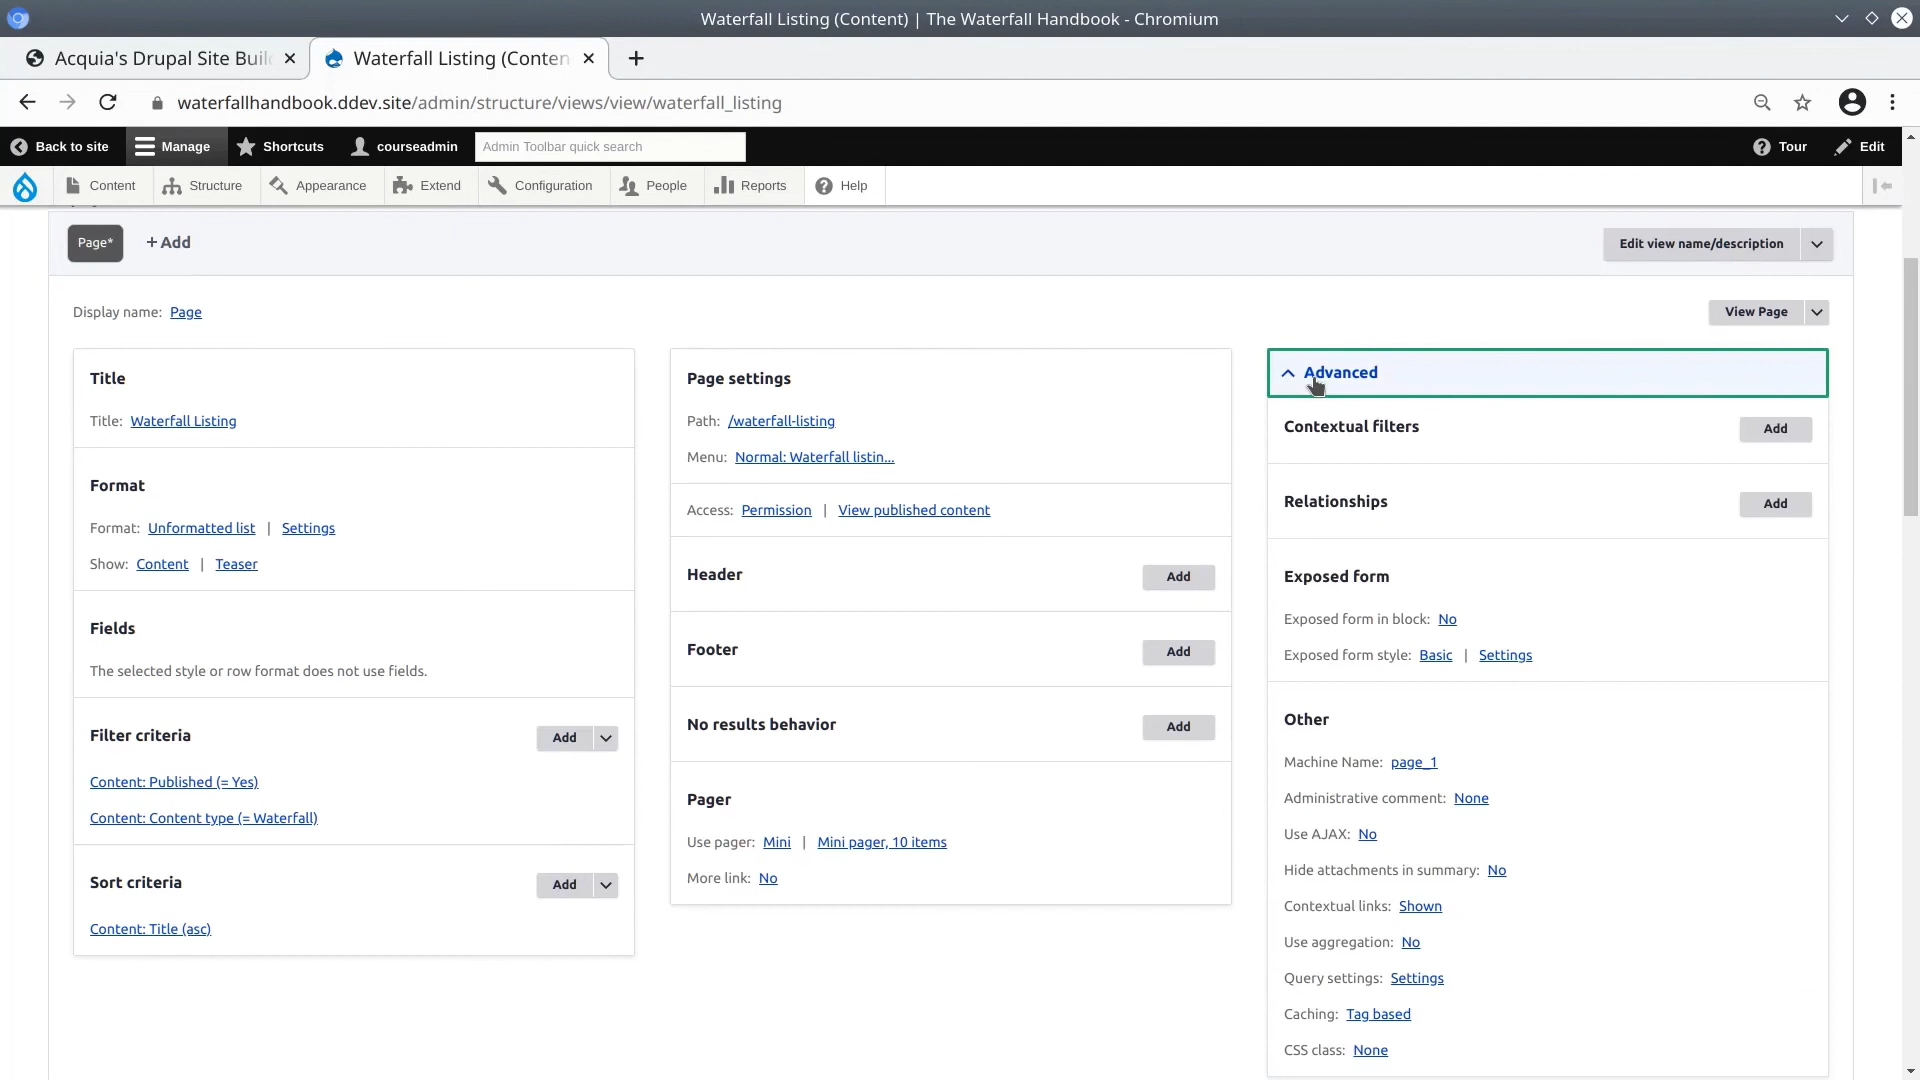 Waterfall Listing (Content) | The Waterfall Handbook - Chromium
Acquia's Drupal Site Buil
Waterfall Listing (Conten
waterfallhandbook.ddev.site/admin/structure/views/view/waterfall_listing
Back to site
Manage
Shortcuts
courseadmin
Admin Toolbar quick search
Tour
Edit
Content
Structure
Appearance
Extend
Configuration
People
Reports
Help
Page*
+ Add
Edit view name/description
Display name: Page
View Page
Title
Title: Waterfall Listing
Format
Format: Unformatted list | Settings
Show: Content | Teaser
Fields
The selected style or row format does not use fields.
Filter criteria
Add
Content: Published (= Yes)
Content: Content type (= Waterfall)
Sort criteria
Add
Content: Title (asc)
Page settings
Path: /waterfall-listing
Menu: Normal: Waterfall listin...
Access: Permission | View published content
Header
Add
Footer
Add
No results behavior
Add
Pager
Use pager: Mini | Mini pager, 10 items
More link: No
Advanced
Contextual filters
Add
Relationships
Add
Exposed form
Exposed form in block: No
Exposed form style: Basic | Settings
Other
Machine Name: page_1
Administrative comment: None
Use AJAX: No
Hide attachments in summary: No
Contextual links: Shown
Use aggregation: No
Query settings: Settings
Caching: Tag based
CSS class: None